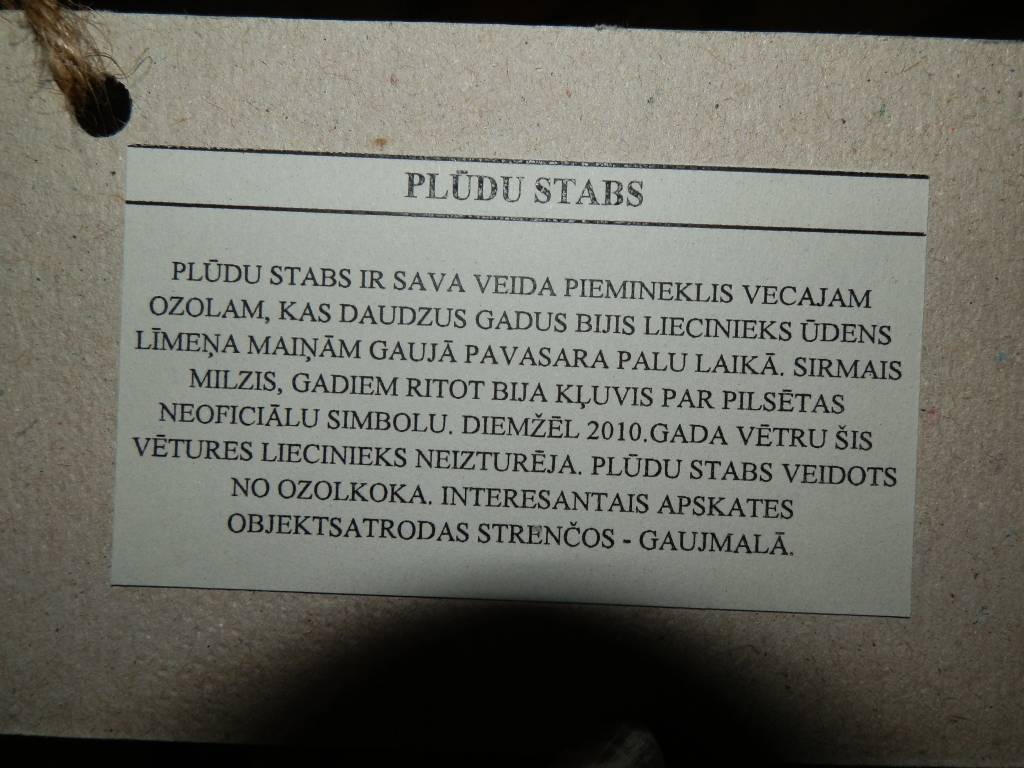 PLŪDU STABS
PLŪDU STABS IR SAVA VEIDA PIEMINEKLIS VECAJAM
OZOLAM, KAS DAUDZUS GADUS BIJIS LIECINIEKS ŪDENS
LĪMEŅA MAIŅĀM GAUJĀ PAVASARA PALU LAIKĀ. SIRMAIS
MILZIS, GADIEM RITOT BIJA KĻUVIS PAR PILSĒTAS
NEOFICIĀLU SIMBOLU. DIEMŽĒL 2010.GADA VĒTRU ŠIS
VĒTURES LIECINIEKS NEIZTURĒJA. PLŪDU STABS VEIDOTS
NO OZOLKOKA. INTERESANTAIS APSKATES
OBJEKTSATRODAS STRENČOS - GAUJMALĀ.